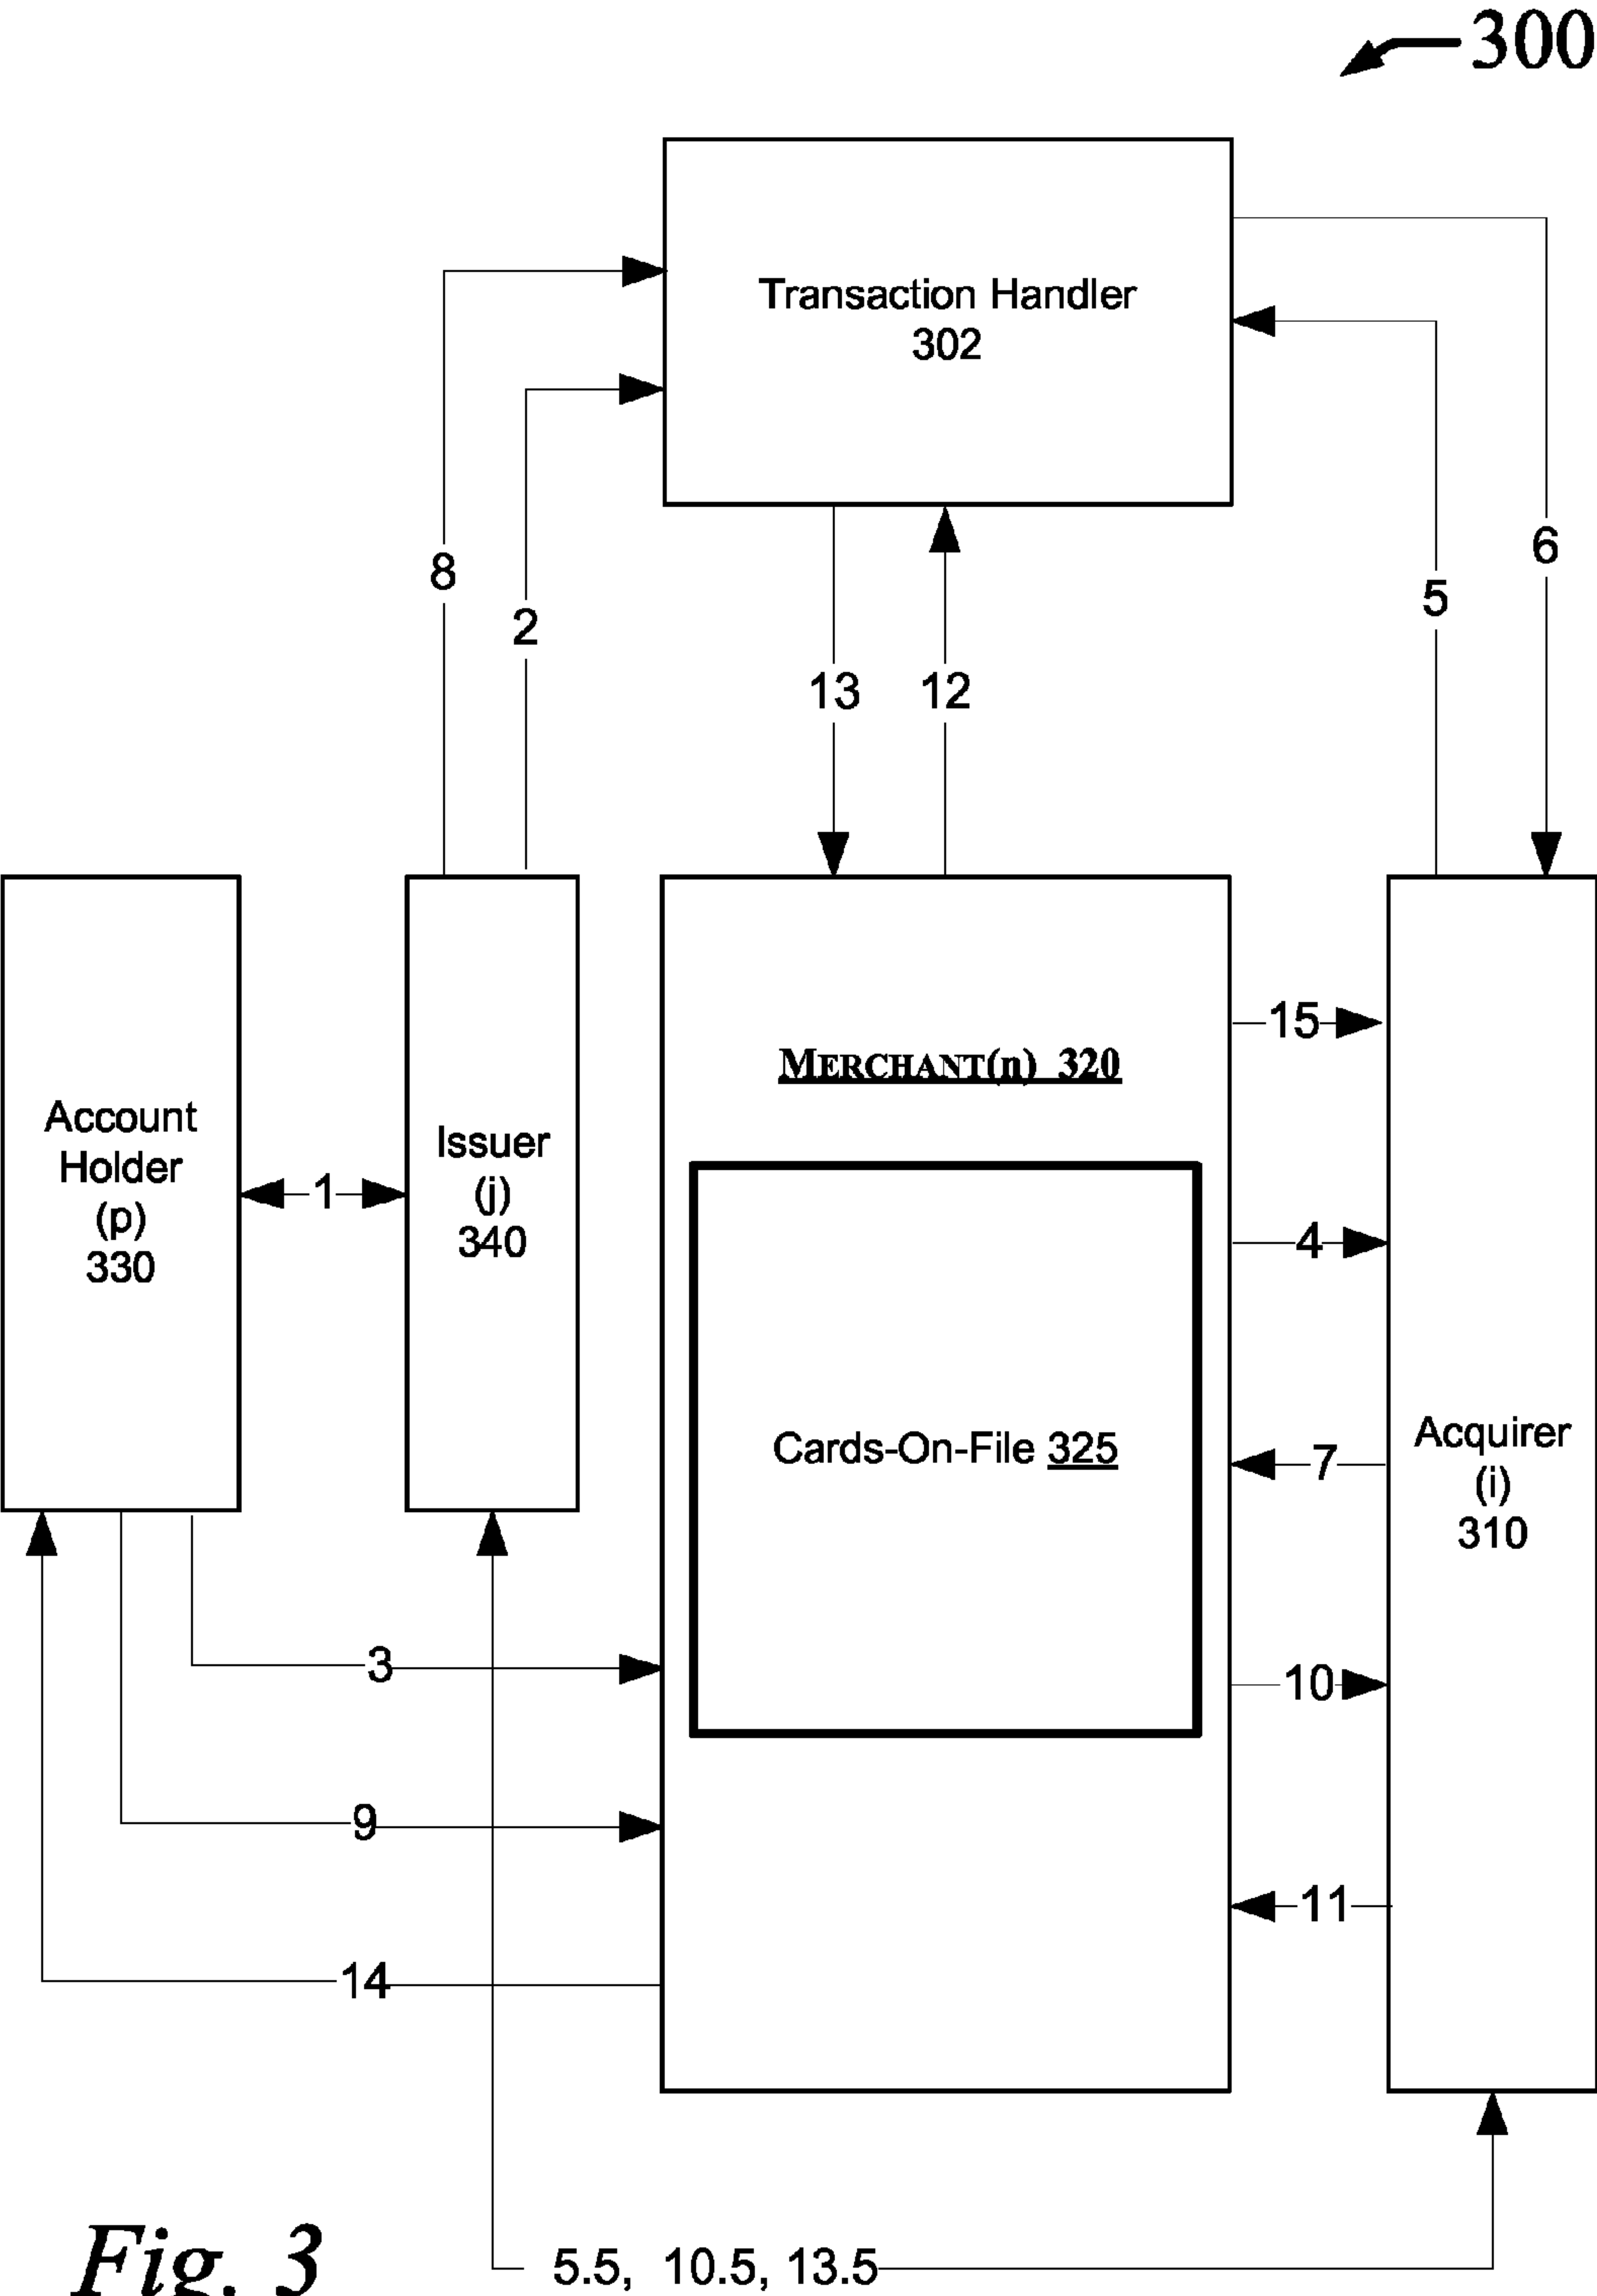 300
Transaction Handler
302
8
2
6
5
13
12
15
MERCHANT(n) 320
Account
Holder
(p)
330
1
Issuer
(j)
340
4
Cards-On-File 325
7
Acquirer
(i)
310
3
10
9
11
14
5.5, 10.5, 13.5
Fig. 3